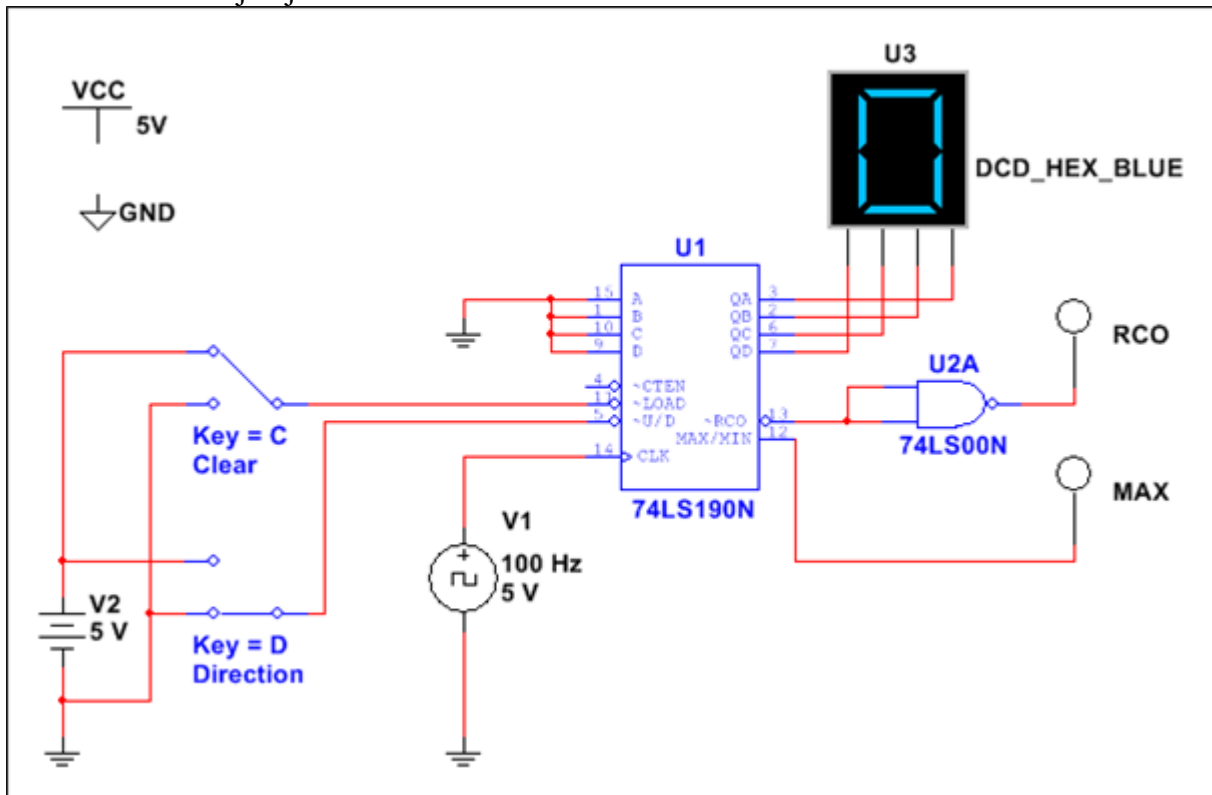 VCC
5V
GND
U3
DCD_HEX_BLUE
U1
15 A QA 3
1 B QB 2
10 C QC 6
9 D QD 7
4 ~CTEN
11 ~LOAD
5 ~U/D ~RCO 13
MAX/MIN 12
14 CLK
74LS190N
U2A
74LS00N
RCO
MAX
Key = C
Clear
V1
100 Hz
5 V
V2
5 V
Key = D
Direction